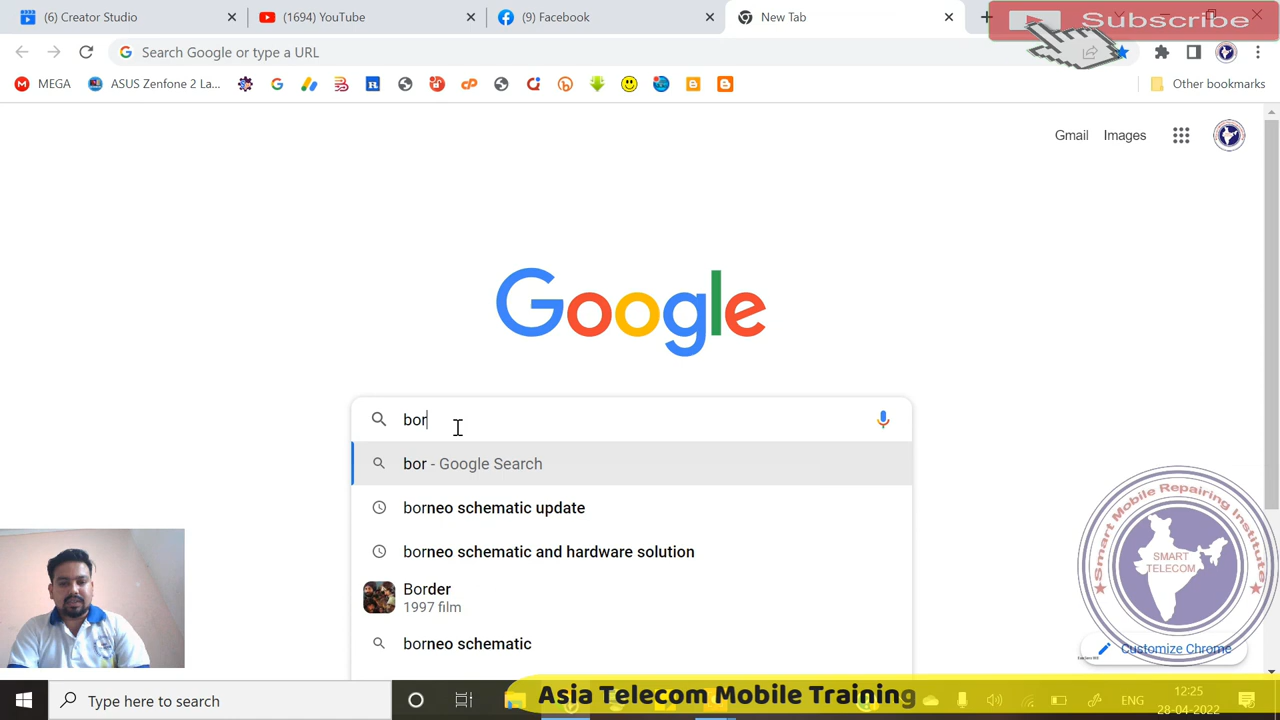 (6) Creator Studio
(1694) YouTube
(9) Facebook
New Tab
Subscribe
Search Google or type a URL
MEGA
ASUS Zenfone 2 La...
Other bookmarks
Gmail
Images
Google
bor
bor - Google Search
borneo schematic update
borneo schematic and hardware solution
Border
1997 film
borneo schematic
Smart Mobile Repairing Institute
SMART
TELECOM
Customize Chrome
Type here to search
Asia Telecom Mobile Training
ENG
12:25
28-04-2022